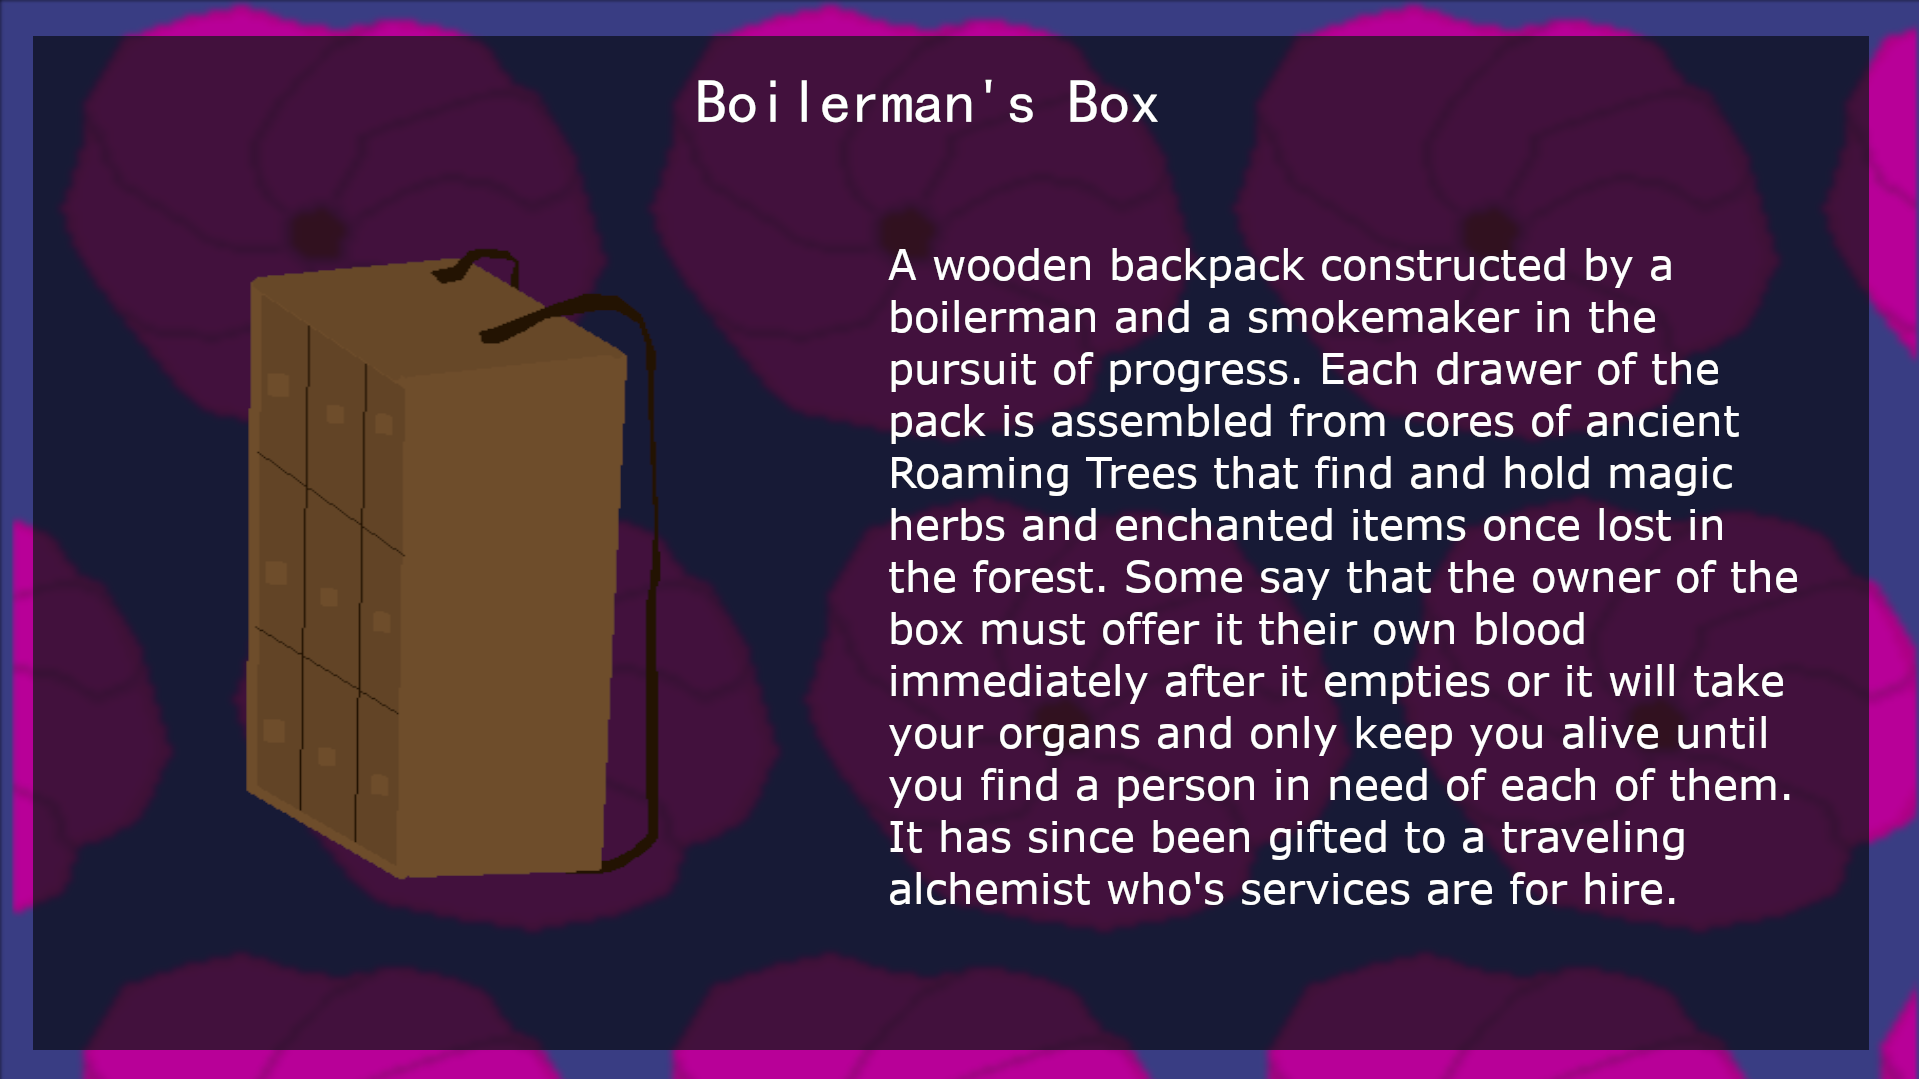 Boilerman's Box
A wooden backpack constructed by a
boilerman and a smokemaker in the
pursuit of progress. Each drawer of the
pack is assembled from cores of ancient
Roaming Trees that find and hold magic
herbs and enchanted items once lost in
the forest. Some say that the owner of the
box must offer it their own blood
immediately after it empties or it will take
your organs and only keep you alive until
you find a person in need of each of them.
It has since been gifted to a traveling
alchemist who's services are for hire.